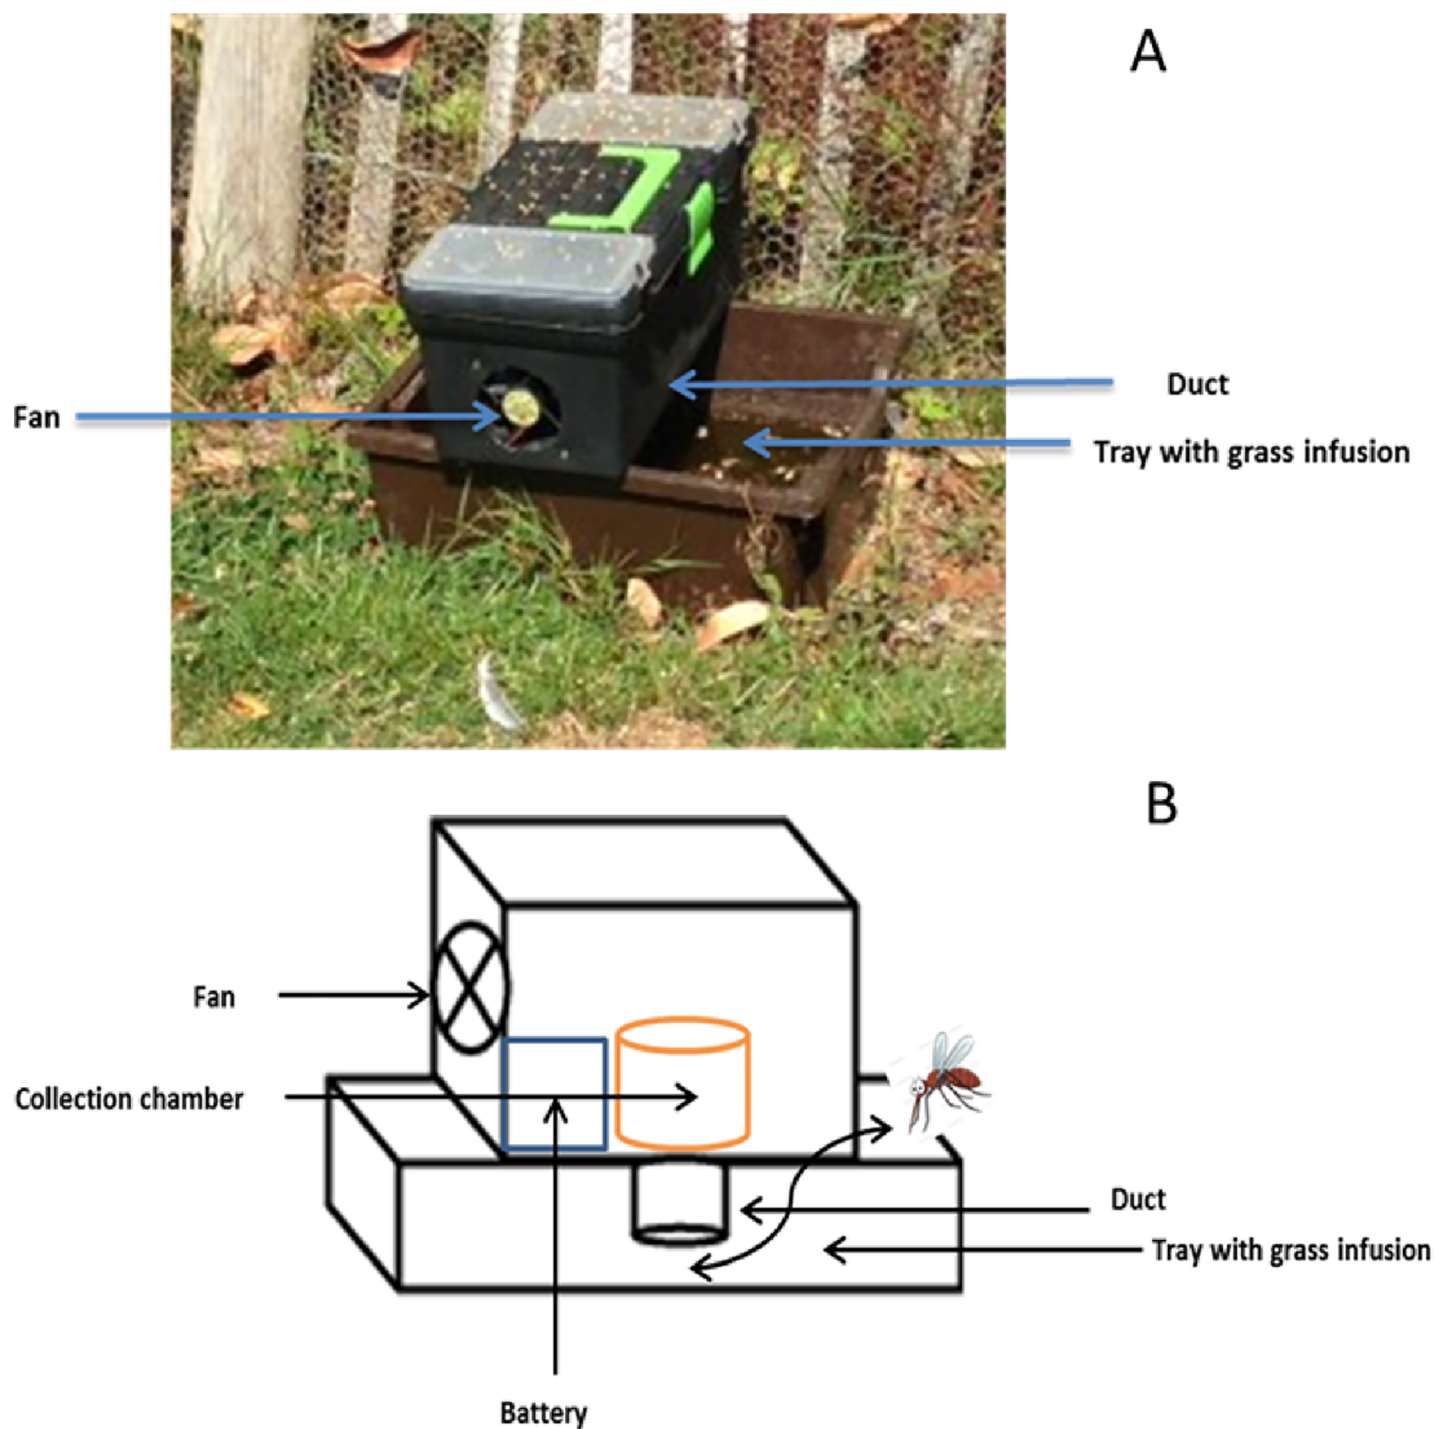 A
Fan
Duct
Tray with grass infusion
B
Fan
Collection chamber
Duct
Tray with grass infusion
Battery